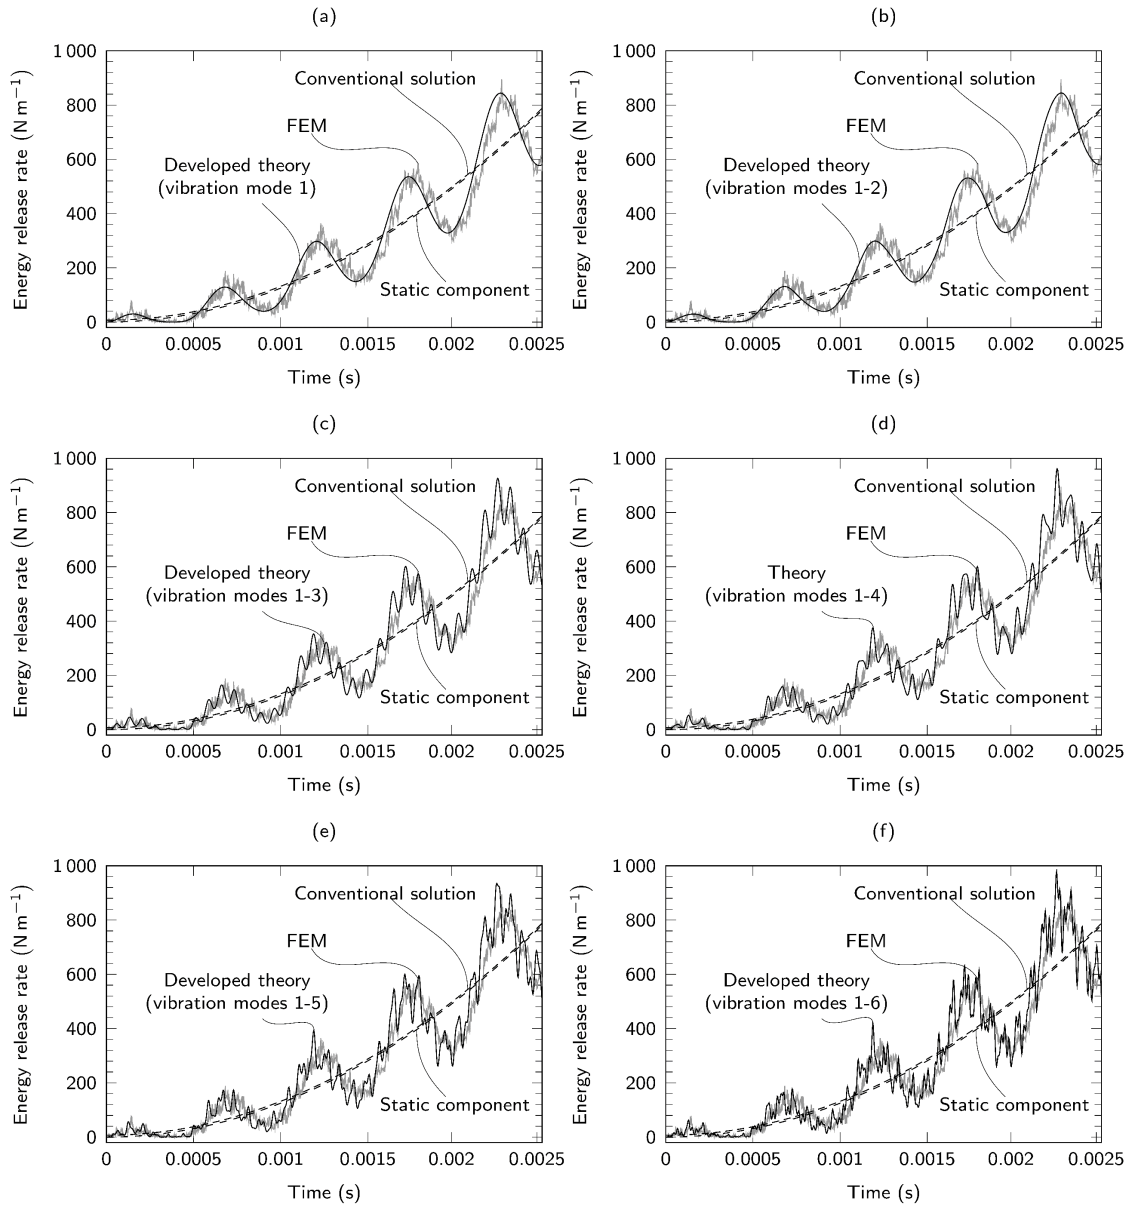 (a)
1 000
800
600
400
200
0
Energy release rate (N m−1)
Conventional solution
FEM
Developed theory
(vibration mode 1)
Static component
0 0.0005 0.001 0.0015 0.002 0.0025
Time (s)
(b)
1 000
800
600
400
200
0
Energy release rate (N m−1)
Conventional solution
FEM
Developed theory
(vibration modes 1-2)
Static component
0 0.0005 0.001 0.0015 0.002 0.0025
Time (s)
(c)
1 000
800
600
400
200
0
Energy release rate (N m−1)
Conventional solution
FEM
Developed theory
(vibration modes 1-3)
Static component
0 0.0005 0.001 0.0015 0.002 0.0025
Time (s)
(d)
1 000
800
600
400
200
0
Energy release rate (N m−1)
Conventional solution
FEM
Theory
(vibration modes 1-4)
Static component
0 0.0005 0.001 0.0015 0.002 0.0025
Time (s)
(e)
1 000
800
600
400
200
0
Energy release rate (N m−1)
Conventional solution
FEM
Developed theory
(vibration modes 1-5)
Static component
0 0.0005 0.001 0.0015 0.002 0.0025
Time (s)
(f)
1 000
800
600
400
200
0
Energy release rate (N m−1)
Conventional solution
FEM
Developed theory
(vibration modes 1-6)
Static component
0 0.0005 0.001 0.0015 0.002 0.0025
Time (s)